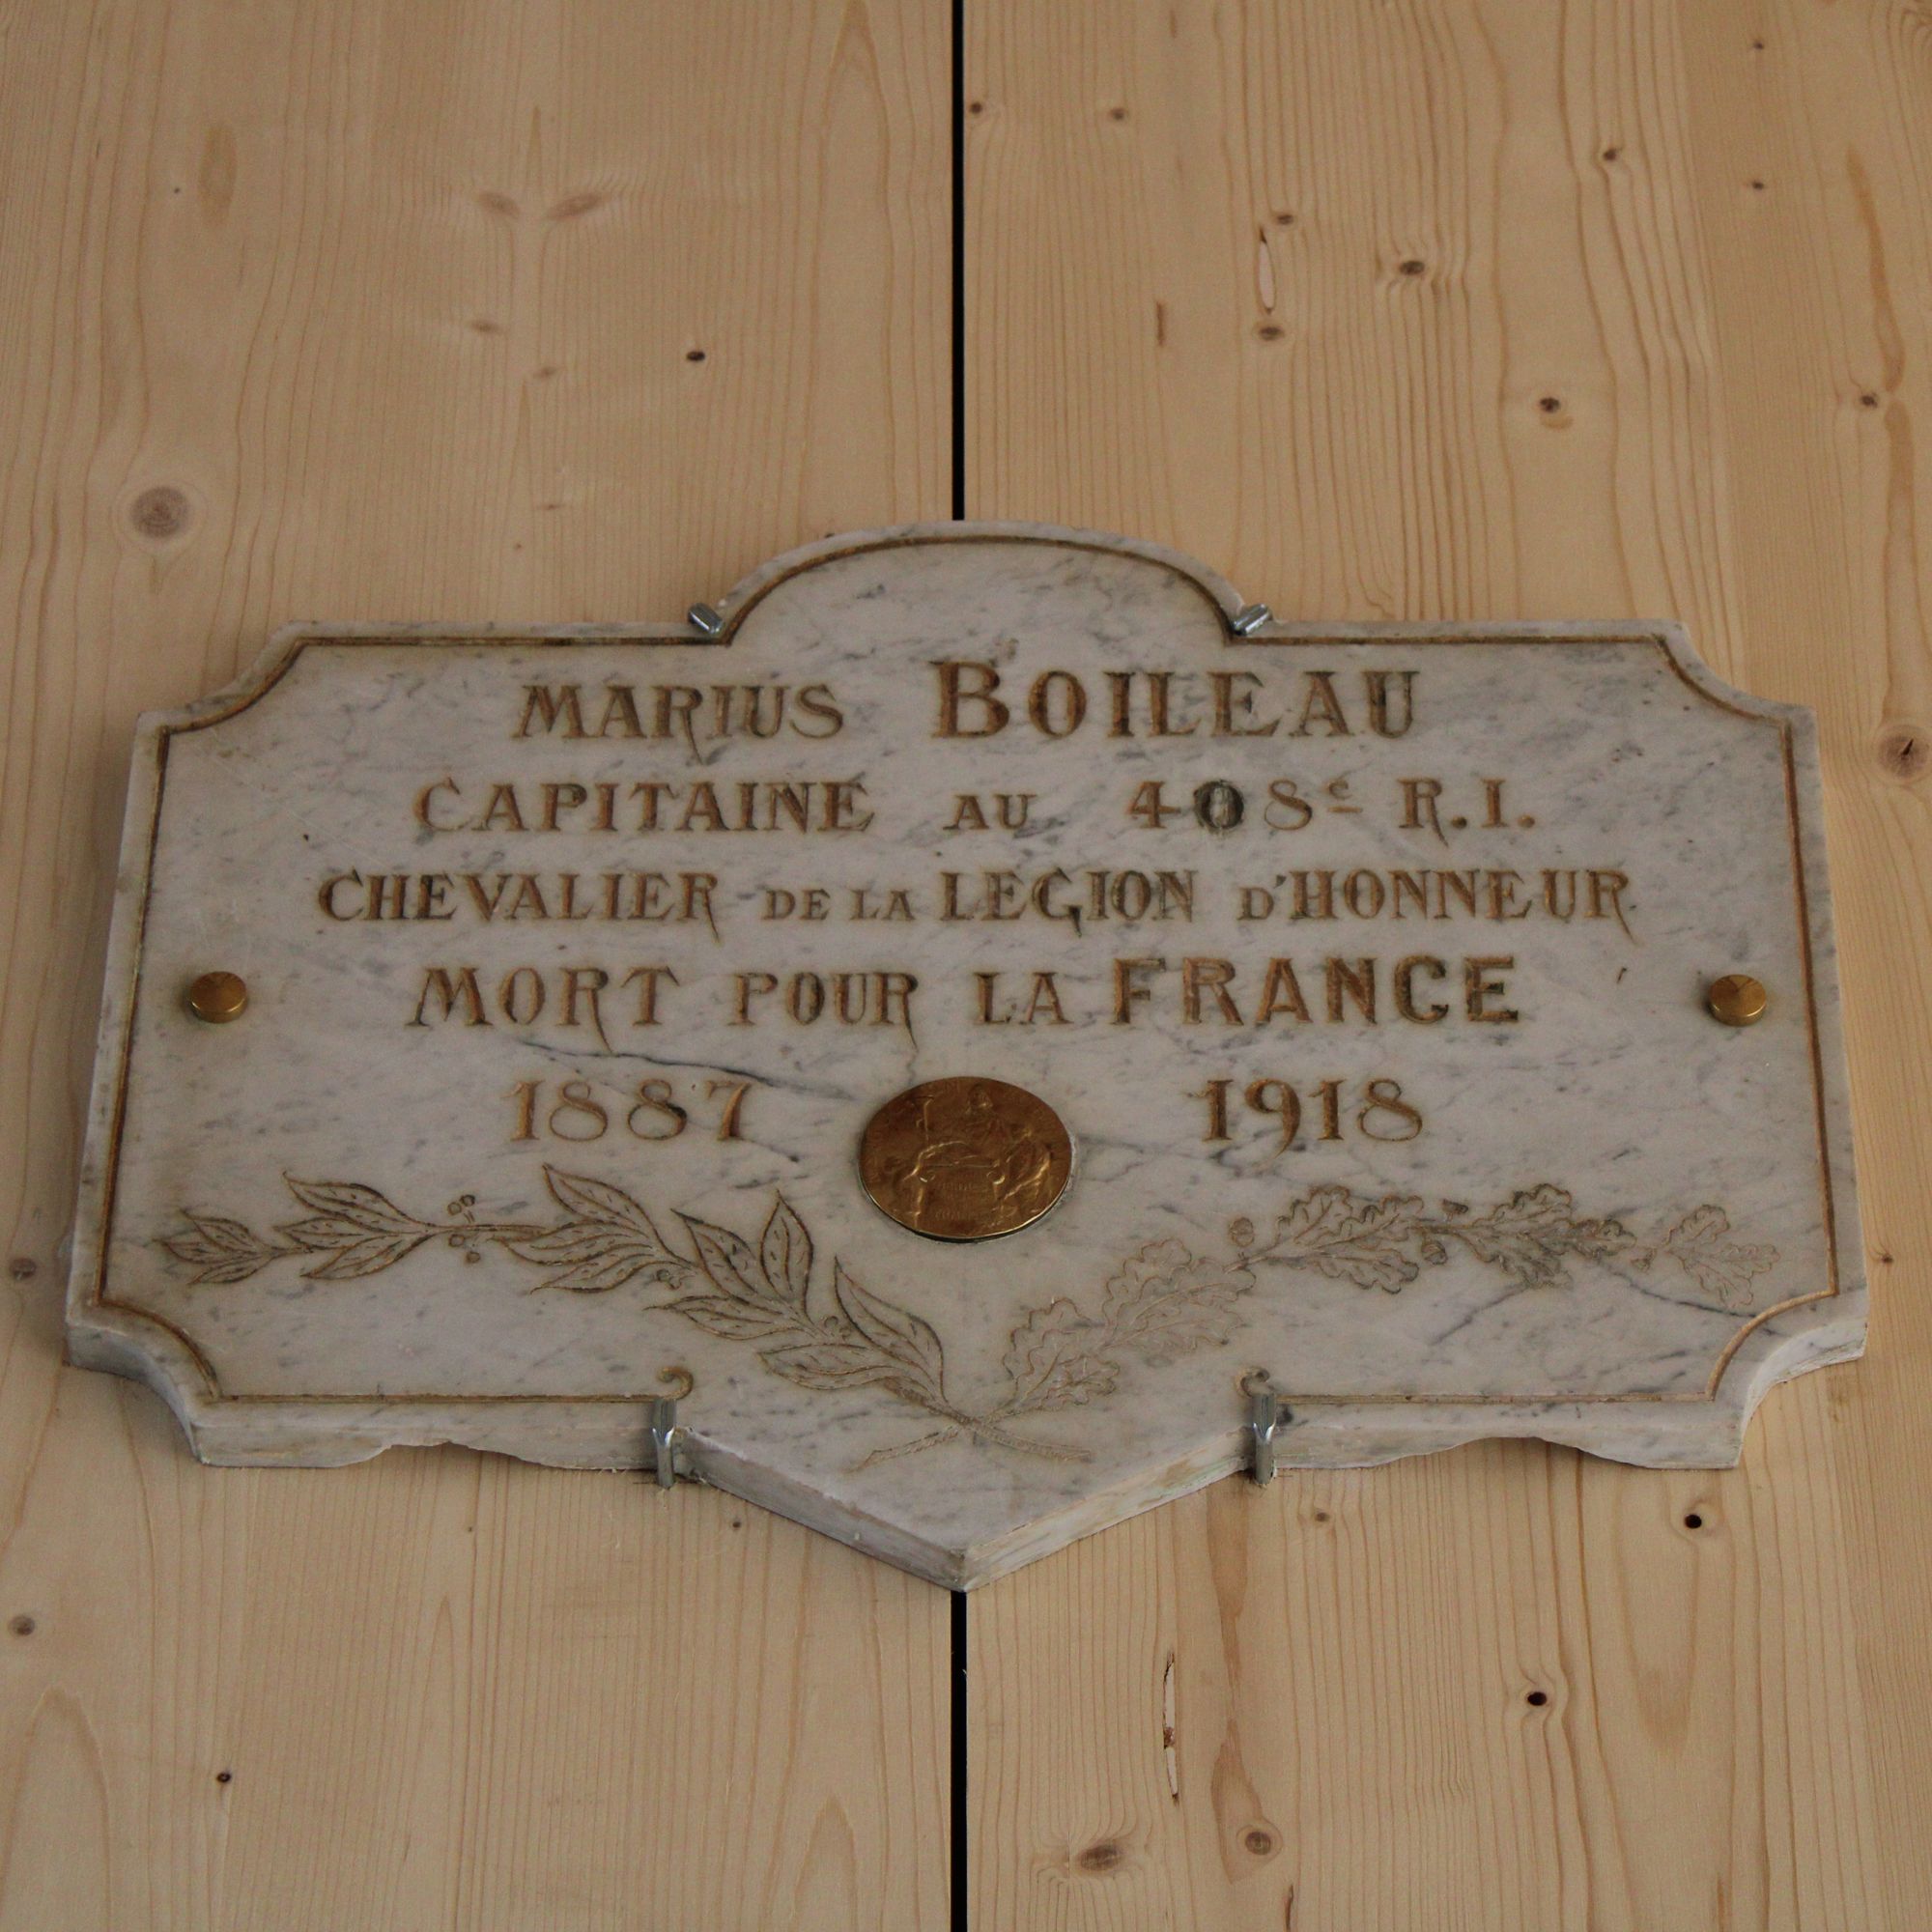 MARIUS BOILEAU
CAPITAINE AU 408e R.I.
CHEVALIER DE LA LEGION D'HONNEUR
MORT POUR LA FRANCE
1887 1918